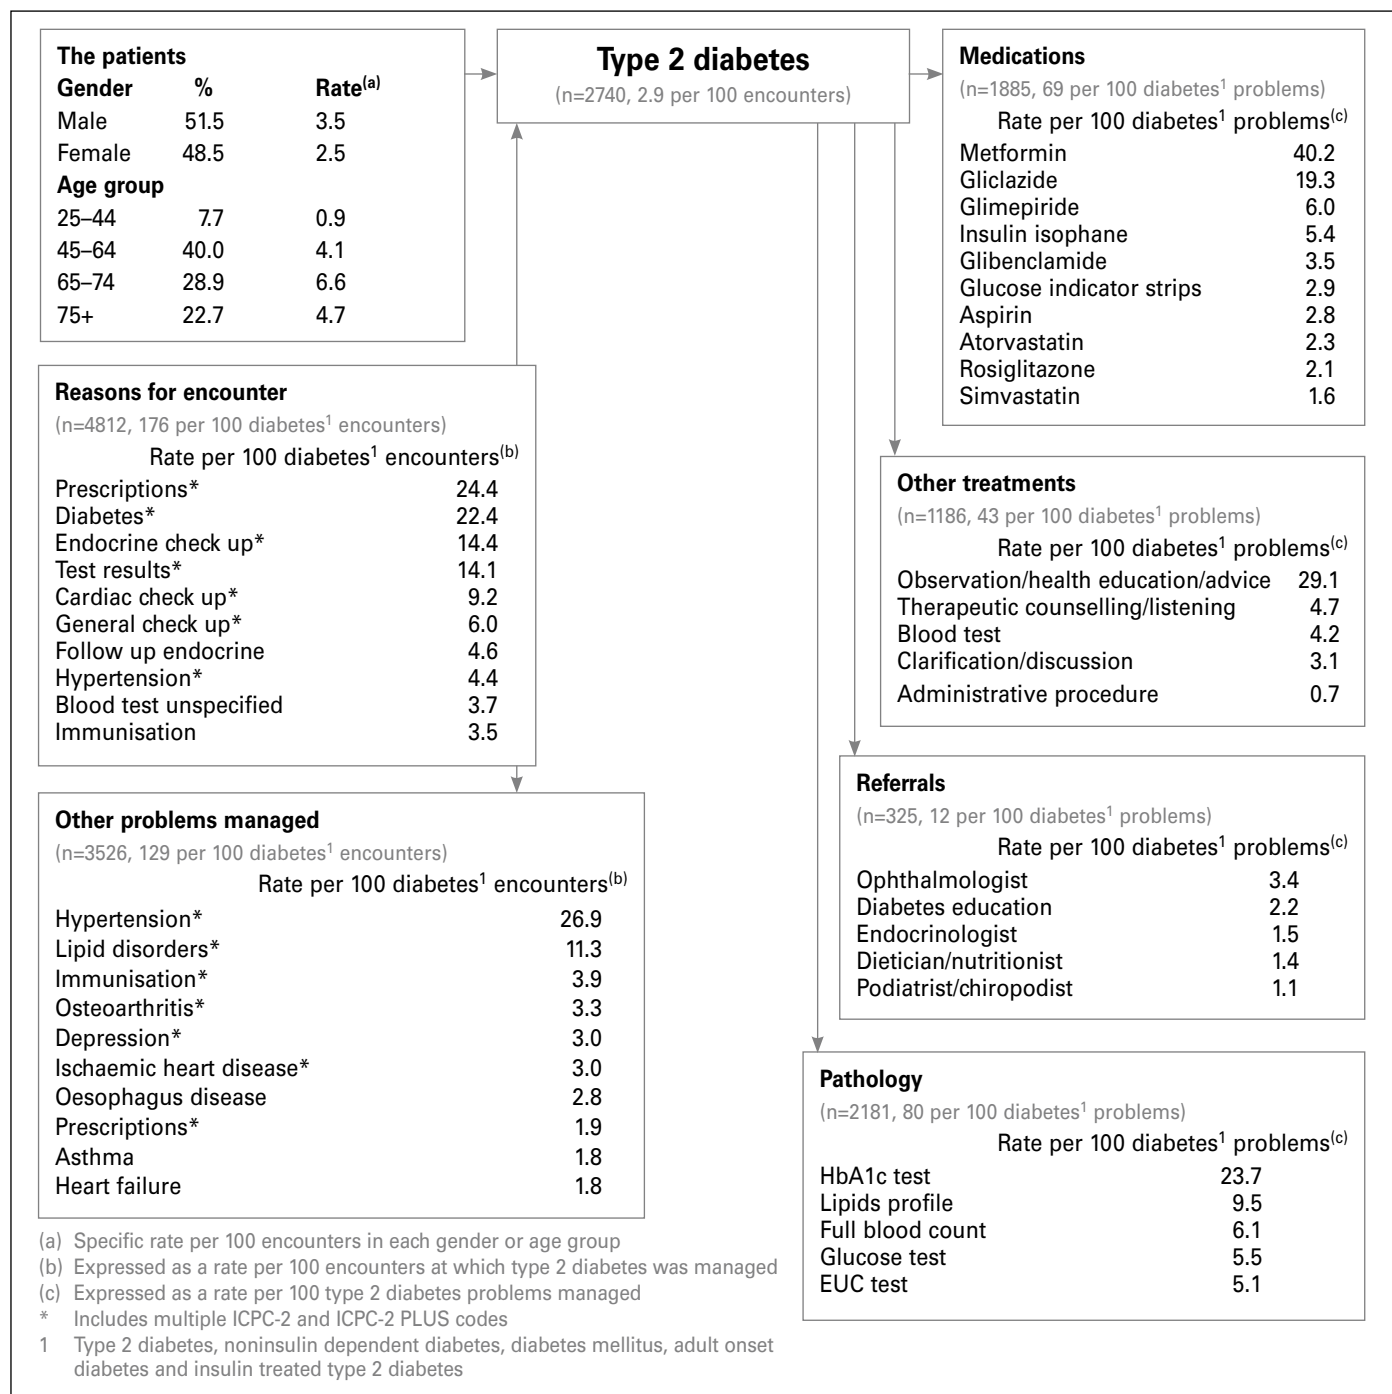 The patients
Gender % Rate(a)
Male 51.5 3.5
Female 48.5 2.5
Age group
25–44 7.7 0.9
45–64 40.0 4.1
65–74 28.9 6.6
75+ 22.7 4.7
Type 2 diabetes
(n=2740, 2.9 per 100 encounters)
Medications
(n=1885, 69 per 100 diabetes1 problems)
Rate per 100 diabetes1 problems(c)
Metformin 40.2
Gliclazide 19.3
Glimepiride 6.0
Insulin isophane 5.4
Glibenclamide 3.5
Glucose indicator strips 2.9
Aspirin 2.8
Atorvastatin 2.3
Rosiglitazone 2.1
Simvastatin 1.6
Reasons for encounter
(n=4812, 176 per 100 diabetes1 encounters)
Rate per 100 diabetes1 encounters(b)
Prescriptions* 24.4
Diabetes* 22.4
Endocrine check up* 14.4
Test results* 14.1
Cardiac check up* 9.2
General check up* 6.0
Follow up endocrine 4.6
Hypertension* 4.4
Blood test unspecified 3.7
Immunisation 3.5
Other treatments
(n=1186, 43 per 100 diabetes1 problems)
Rate per 100 diabetes1 problems(c)
Observation/health education/advice 29.1
Therapeutic counselling/listening 4.7
Blood test 4.2
Clarification/discussion 3.1
Administrative procedure 0.7
Other problems managed
(n=3526, 129 per 100 diabetes1 encounters)
Rate per 100 diabetes1 encounters(b)
Hypertension* 26.9
Lipid disorders* 11.3
Immunisation* 3.9
Osteoarthritis* 3.3
Depression* 3.0
Ischaemic heart disease* 3.0
Oesophagus disease 2.8
Prescriptions* 1.9
Asthma 1.8
Heart failure 1.8
Referrals
(n=325, 12 per 100 diabetes1 problems)
Rate per 100 diabetes1 problems(c)
Ophthalmologist 3.4
Diabetes education 2.2
Endocrinologist 1.5
Dietician/nutritionist 1.4
Podiatrist/chiropodist 1.1
Pathology
(n=2181, 80 per 100 diabetes1 problems)
Rate per 100 diabetes1 problems(c)
HbA1c test 23.7
Lipids profile 9.5
Full blood count 6.1
Glucose test 5.5
EUC test 5.1
(a) Specific rate per 100 encounters in each gender or age group
(b) Expressed as a rate per 100 encounters at which type 2 diabetes was managed
(c) Expressed as a rate per 100 type 2 diabetes problems managed
* Includes multiple ICPC-2 and ICPC-2 PLUS codes
1 Type 2 diabetes, noninsulin dependent diabetes, diabetes mellitus, adult onset
diabetes and insulin treated type 2 diabetes